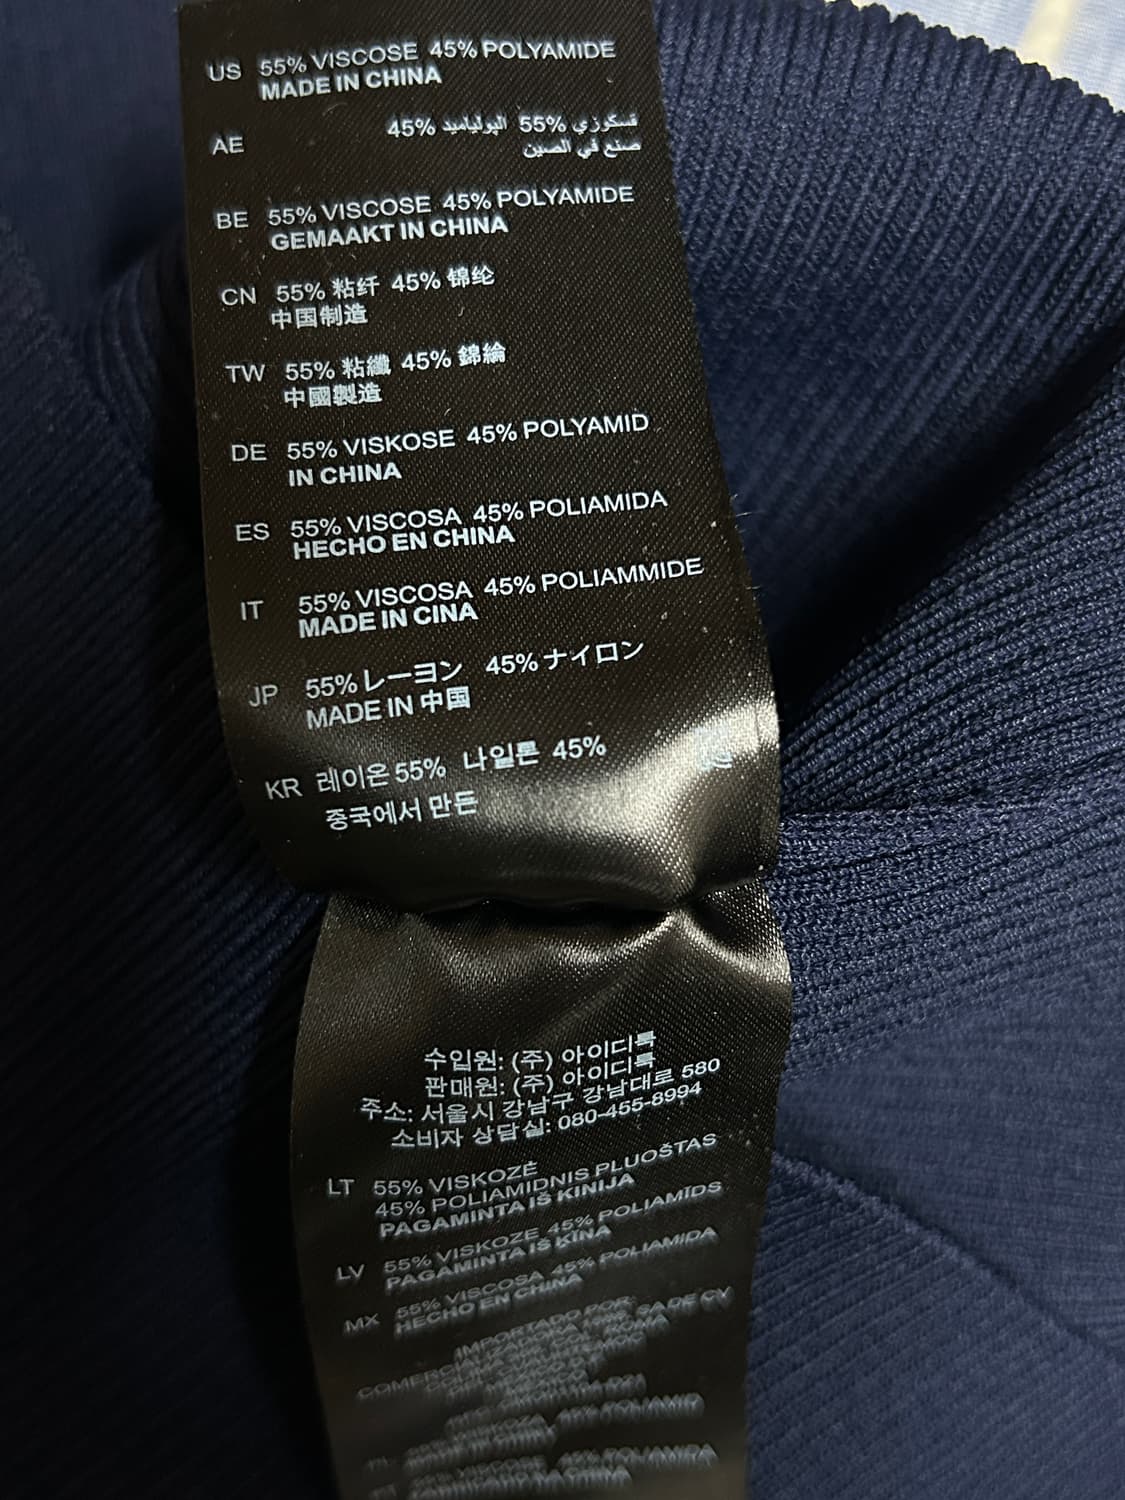 US 55% VISCOSE 45% POLYAMIDE
MADE IN CHINA
AE فسكوزي 55% البولياميد 45%
صنع في الصين
BE 55% VISCOSE 45% POLYAMIDE
GEMAAKT IN CHINA
CN 55% 粘纤 45% 锦纶
中国制造
TW 55% 粘纖 45% 錦綸
中國製造
DE 55% VISKOSE 45% POLYAMID
IN CHINA
ES 55% VISCOSA 45% POLIAMIDA
HECHO EN CHINA
IT 55% VISCOSA 45% POLIAMMIDE
MADE IN CINA
JP 55% レーヨン 45% ナイロン
MADE IN 中国
KR 레이온 55% 나일론 45%
중국에서 만든
수입원: (주) 아이디룩
판매원: (주) 아이디룩
주소: 서울시 강남구 강남대로 580
소비자 상담실: 080-455-8994
LT 55% VISKOZĖ
45% POLIAMIDNIS PLUOŠTAS
PAGAMINTA IŠ KINIJA
LV 55% VISKOZE 45% POLIAMĪDS
PAGAMINTA IŠ ĶĪNA
MX 55% VISCOSA 45% POLIAMIDA
HECHO EN CHINA
IMPORTADO POR:
SA DE CV